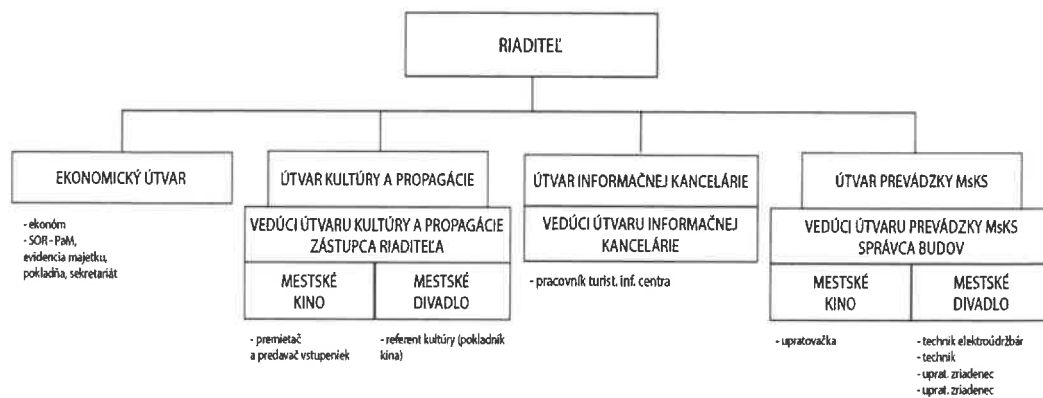 RIADITEĽ
EKONOMICKÝ ÚTVAR
- ekonóm
- SOR - PaM,
evidencia majetku,
pokladňa, sekretariát
ÚTVAR KULTÚRY A PROPAGÁCIE
VEDÚCI ÚTVARU KULTÚRY A PROPAGÁCIE
ZÁSTUPCA RIADITEĽA
MESTSKÉ
KINO
- premietač
a predavač vstupeniek
MESTSKÉ
DIVADLO
- referent kultúry (pokladník
kina)
ÚTVAR INFORMAČNEJ KANCELÁRIE
VEDÚCI ÚTVARU INFORMAČNEJ
KANCELÁRIE
- pracovník turist. inf. centra
ÚTVAR PREVÁDZKY MsKS
VEDÚCI ÚTVARU PREVÁDZKY MsKS
SPRÁVCA BUDOV
MESTSKÉ
KINO
- upratovačka
MESTSKÉ
DIVADLO
- technik elektroúdržbár
- technik
- uprat. zriadenec
- uprat. zriadenec